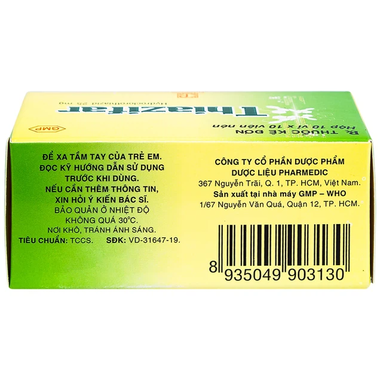 ℞ THUỐC KÊ ĐƠN
Thiazifar
Hydroclorothiazid 25 mg
Hộp 10 vỉ x 10 viên nén
GMP
ĐỂ XA TẦM TAY CỦA TRẺ EM.
ĐỌC KỸ HƯỚNG DẪN SỬ DỤNG
TRƯỚC KHI DÙNG.
NẾU CẦN THÊM THÔNG TIN,
XIN HỎI Ý KIẾN BÁC SĨ.
BẢO QUẢN Ở NHIỆT ĐỘ
KHÔNG QUÁ 30°C.
NƠI KHÔ, TRÁNH ÁNH SÁNG.
TIÊU CHUẨN: TCCS. SĐK: VD-31647-19.
CÔNG TY CỔ PHẦN DƯỢC PHẨM
DƯỢC LIỆU PHARMEDIC
367 Nguyễn Trãi, Q. 1, TP. HCM, Việt Nam.
Sản xuất tại nhà máy GMP – WHO
1/67 Nguyễn Văn Quá, Quận 12, TP. HCM.
8 935049 903130